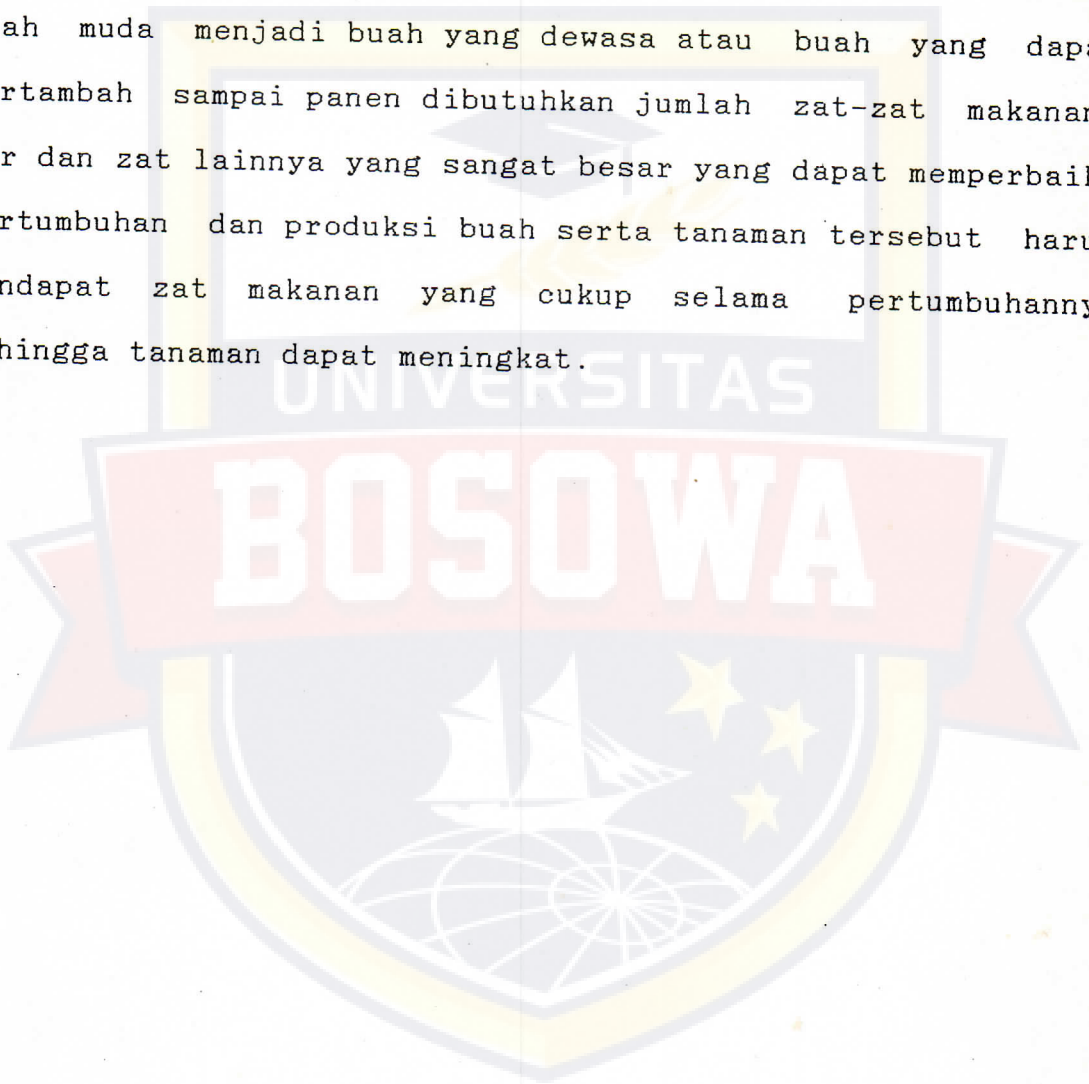 ah muda menjadi buah yang dewasa atau buah yang dapa
rtambah sampai panen dibutuhkan jumlah zat-zat makanan
r dan zat lainnya yang sangat besar yang dapat memperbaik
rtumbuhan dan produksi buah serta tanaman tersebut haru
ndapat zat makanan yang cukup selama pertumbuhanny
hingga tanaman dapat meningkat.
UNIVERSITAS
BOSOWA